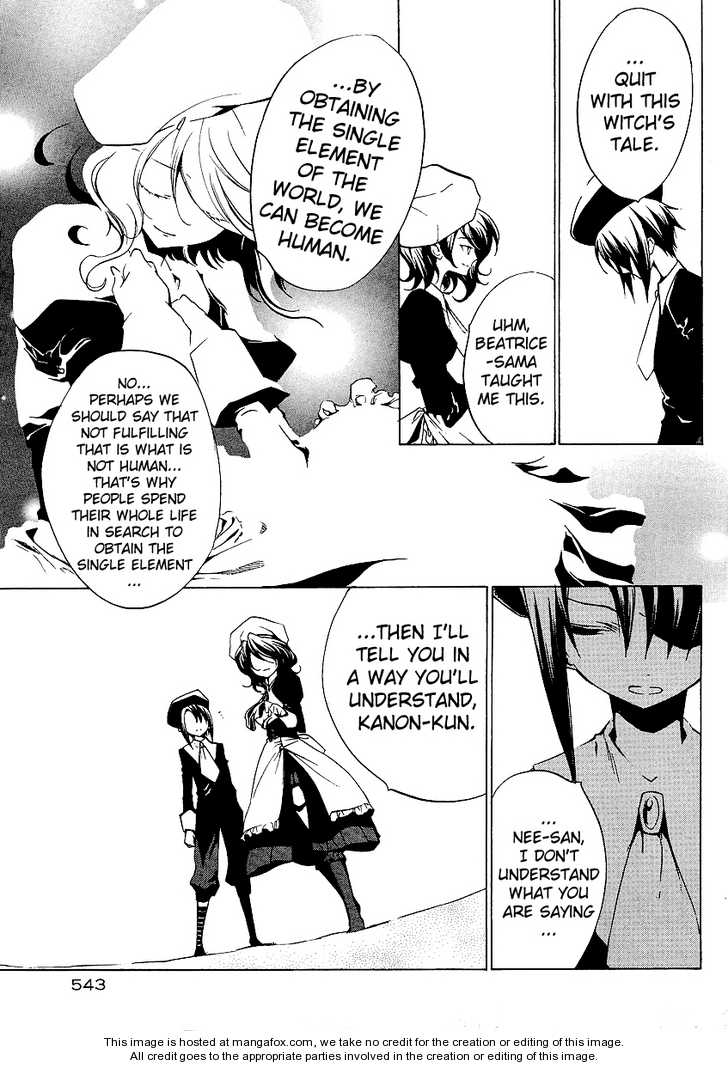 ...
QUIT
WITH THIS
WITCH'S
TALE.
UHM,
BEATRICE
-SAMA
TAUGHT
ME THIS.
...BY
OBTAINING
THE SINGLE
ELEMENT
OF THE
WORLD, WE
CAN BECOME
HUMAN.
NO...
PERHAPS WE
SHOULD SAY THAT
NOT FULFILLING
THAT IS WHAT IS
NOT HUMAN...
THAT'S WHY
PEOPLE SPEND
THEIR WHOLE LIFE
IN SEARCH TO
OBTAIN THE
SINGLE ELEMENT
...
...
NEE-SAN,
I DON'T
UNDERSTAND
WHAT YOU
ARE SAYING
...
...THEN I'LL
TELL YOU IN
A WAY YOU'LL
UNDERSTAND,
KANON-KUN.
543
This image is hosted at mangafox.com, we take no credit for the creation or editing of this image.
All credit goes to the appropriate parties involved in the creation or editing of this image.